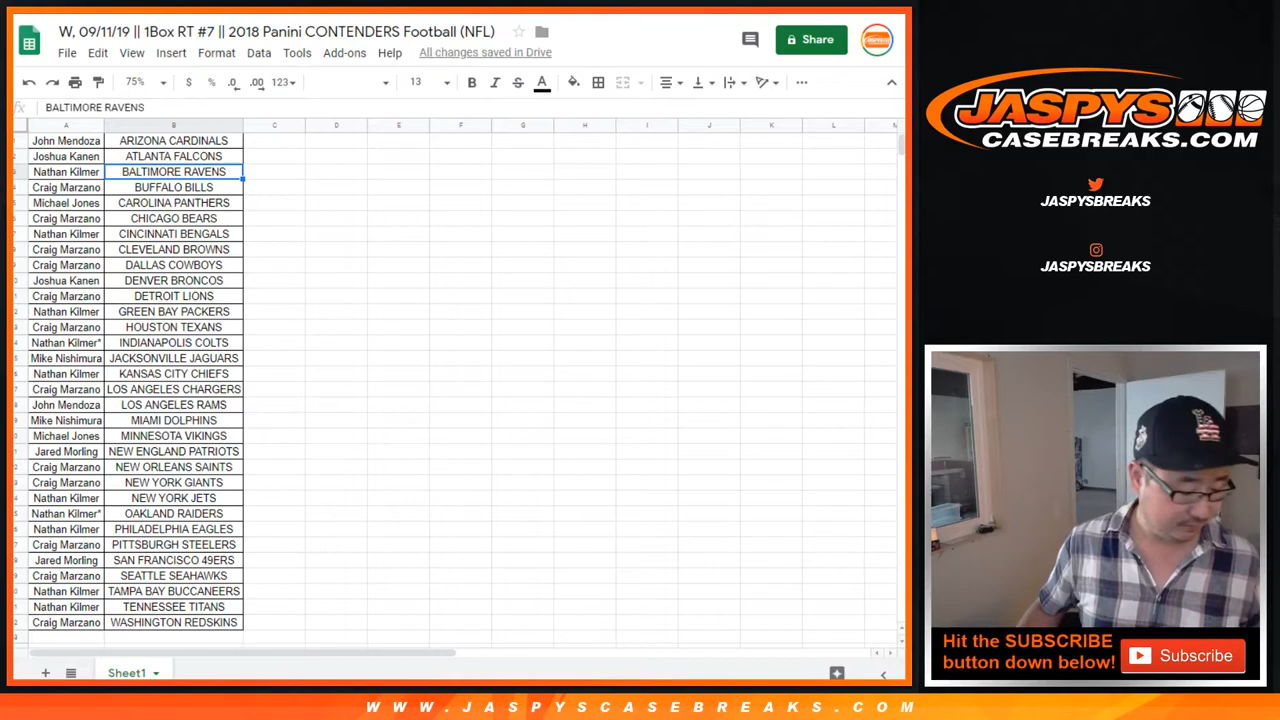 W, 09/11/19 || 1Box RT #7 || 2018 Panini CONTENDERS Football (NFL)
File Edit View Insert Format Data Tools Add-ons Help All changes saved in Drive
Share
75% $ % .0 .00 123 13 B I S A
fx BALTIMORE RAVENS
A B C D E F G H I J K L
John Mendoza ARIZONA CARDINALS
Joshua Kanen ATLANTA FALCONS
Nathan Kilmer BALTIMORE RAVENS
Craig Marzano BUFFALO BILLS
Michael Jones CAROLINA PANTHERS
Craig Marzano CHICAGO BEARS
Nathan Kilmer CINCINNATI BENGALS
Craig Marzano CLEVELAND BROWNS
Craig Marzano DALLAS COWBOYS
Joshua Kanen DENVER BRONCOS
Craig Marzano DETROIT LIONS
Nathan Kilmer GREEN BAY PACKERS
Craig Marzano HOUSTON TEXANS
Nathan Kilmer* INDIANAPOLIS COLTS
Mike Nishimura JACKSONVILLE JAGUARS
Nathan Kilmer KANSAS CITY CHIEFS
Craig Marzano LOS ANGELES CHARGERS
John Mendoza LOS ANGELES RAMS
Mike Nishimura MIAMI DOLPHINS
Michael Jones MINNESOTA VIKINGS
Jared Morling NEW ENGLAND PATRIOTS
Craig Marzano NEW ORLEANS SAINTS
Craig Marzano NEW YORK GIANTS
Nathan Kilmer NEW YORK JETS
Nathan Kilmer* OAKLAND RAIDERS
Nathan Kilmer PHILADELPHIA EAGLES
Craig Marzano PITTSBURGH STEELERS
Jared Morling SAN FRANCISCO 49ERS
Craig Marzano SEATTLE SEAHAWKS
Nathan Kilmer TAMPA BAY BUCCANEERS
Nathan Kilmer TENNESSEE TITANS
Craig Marzano WASHINGTON REDSKINS
Sheet1
JASPYS
CASEBREAKS.COM
JASPYSBREAKS
JASPYSBREAKS
Hit the SUBSCRIBE
button down below!
Subscribe
WWW.JASPYSCASEBREAKS.COM